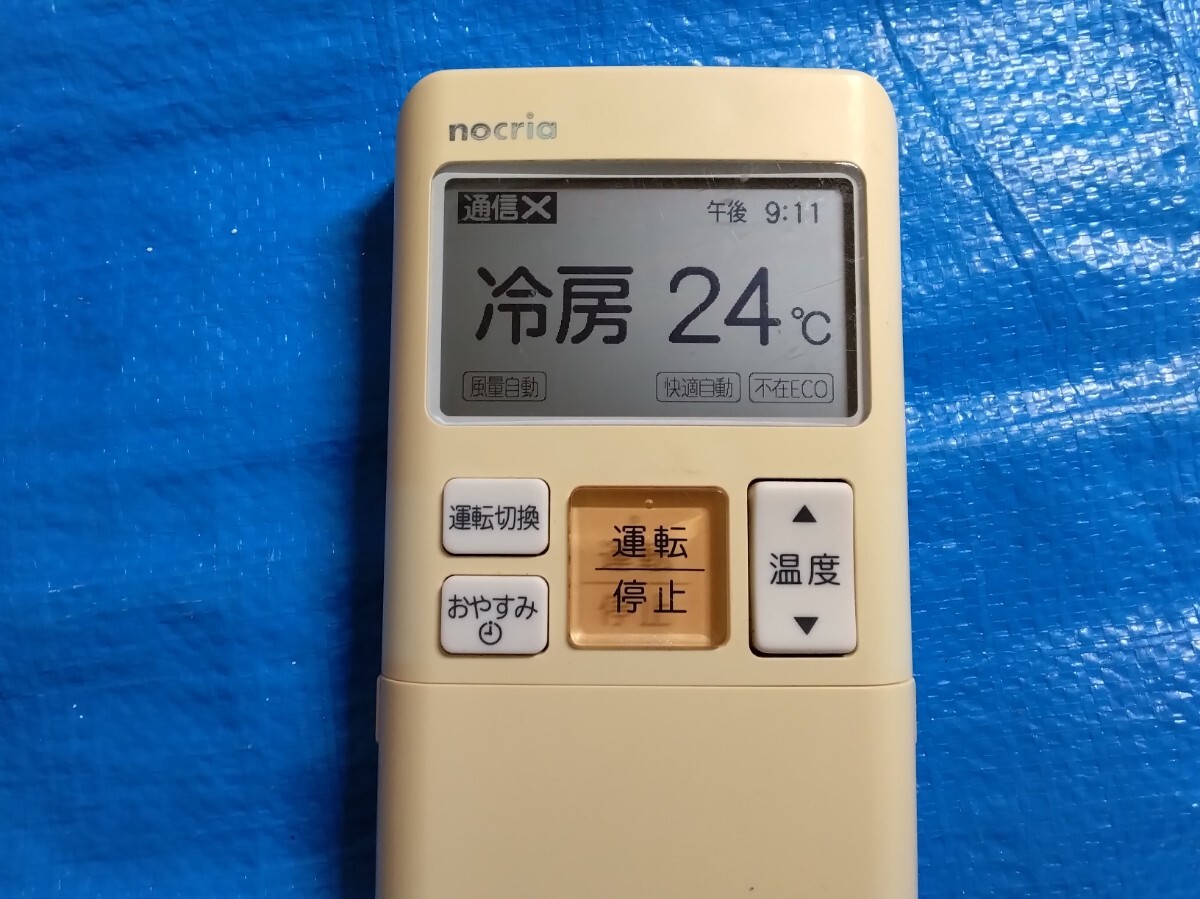 nocria
通信×
午後 9:11
冷房 24℃
風量自動 快適自動 不在ECO
運転切換
おやすみ
運転
停止
▲
温度
▼